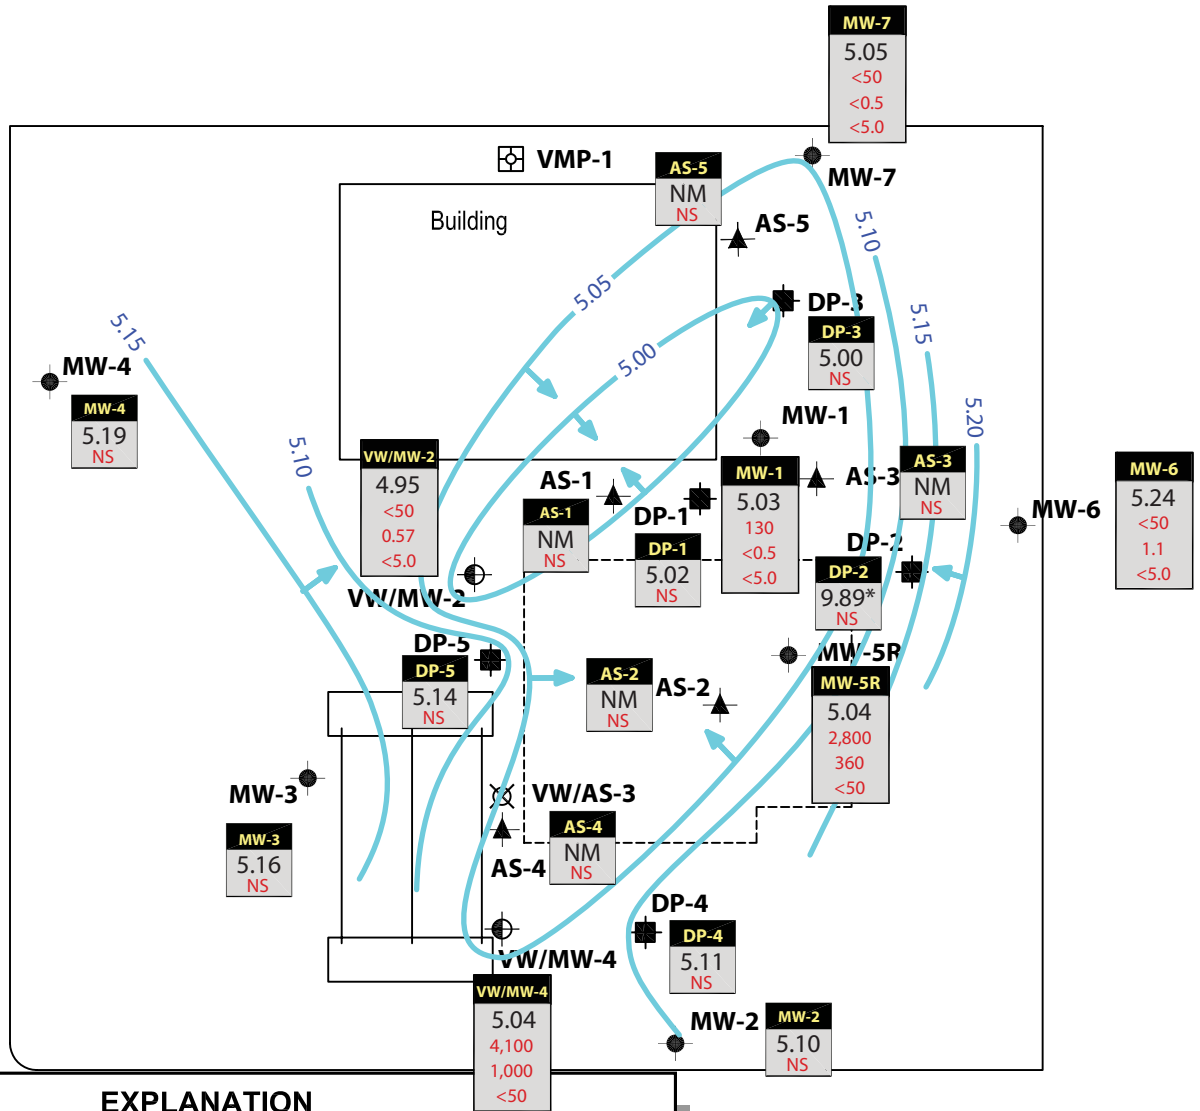 MW-7
5.05
<50
<0.5
<5.0
VMP-1
MW-7
AS-5
NM
NS
AS-5
Building
5.10
5.05
DP-3
DP-3
5.00
NS
5.15
5.15
5.00
MW-4
MW-4
5.19
NS
5.20
MW-1
MW-1
5.03
130
<0.5
<5.0
5.10
VW/MW-2
4.95
<50
0.57
<5.0
VW/MW-2
AS-1
AS-1
NM
NS
DP-1
DP-1
5.02
NS
AS-3
AS-3
NM
NS
MW-6
MW-6
5.24
<50
1.1
<5.0
DP-2
DP-2
9.89*
NS
DP-5
DP-5
5.14
NS
AS-2
NM
NS
AS-2
MW-5R
MW-5R
5.04
2,800
360
<50
MW-3
MW-3
5.16
NS
VW/AS-3
AS-4
AS-4
NM
NS
DP-4
DP-4
5.11
NS
VW/MW-4
VW/MW-4
5.04
4,100
1,000
<50
MW-2
MW-2
5.10
NS
EXPLANATION